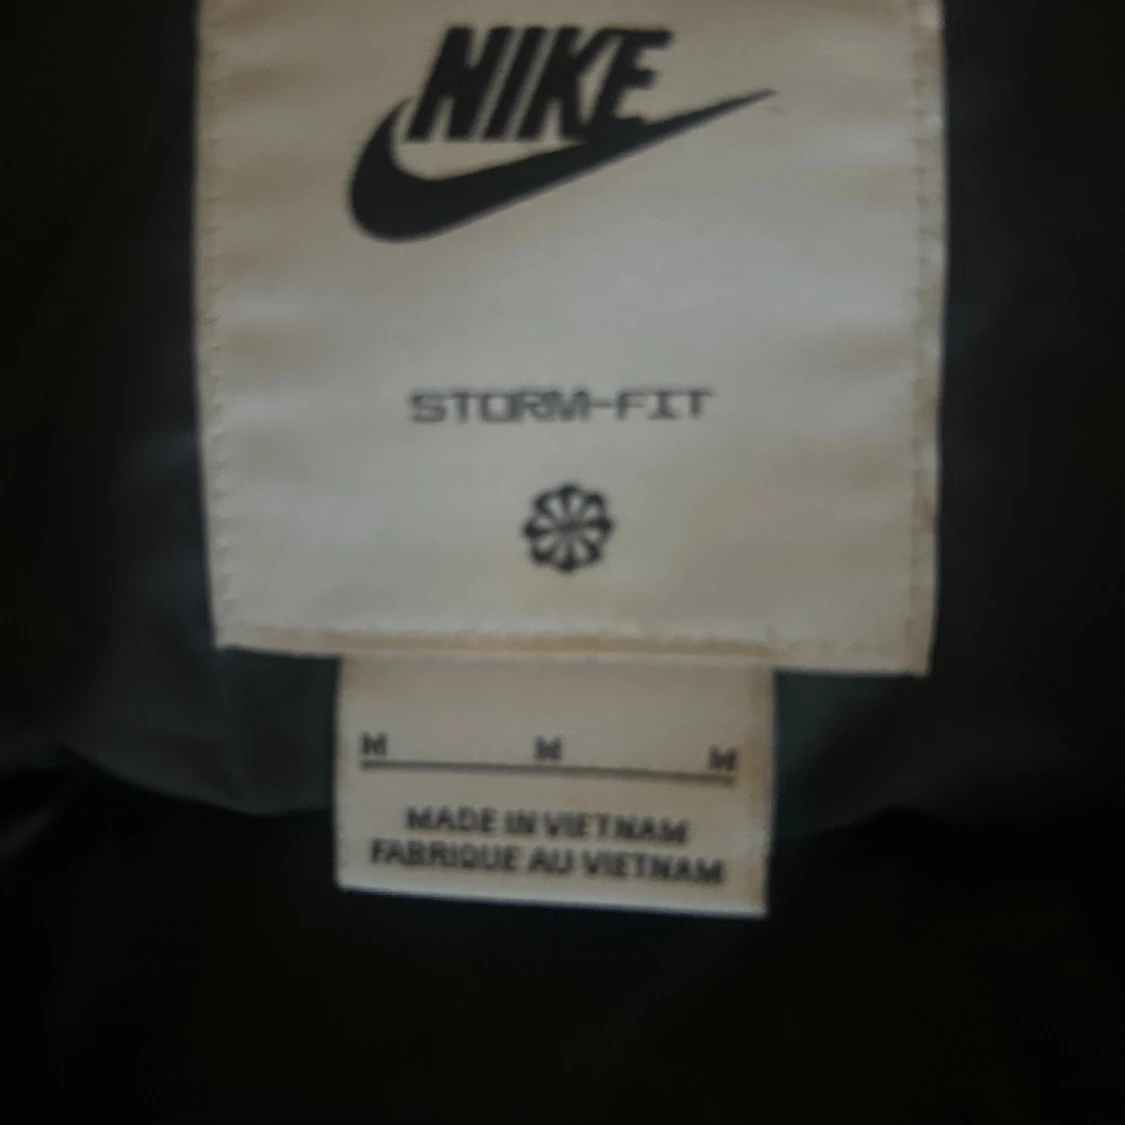 NIKE
STORM-FIT
M M M
MADE IN VIETNAM
FABRIQUE AU VIETNAM